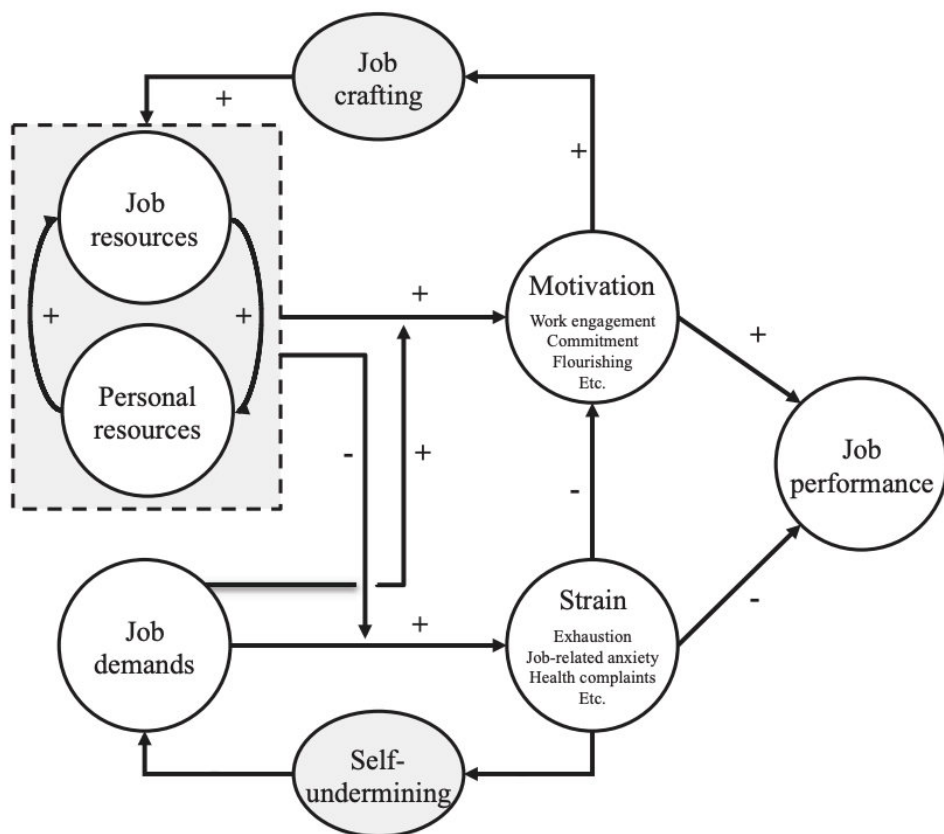 Job
crafting
+
+
Job
resources
+
+
Personal
resources
+
Motivation
Work engagement
Commitment
Flourishing
Etc.
+
-
+
-
Job
performance
Job
demands
+
Strain
Exhaustion
Job-related anxiety
Health complaints
Etc.
-
Self-
undermining